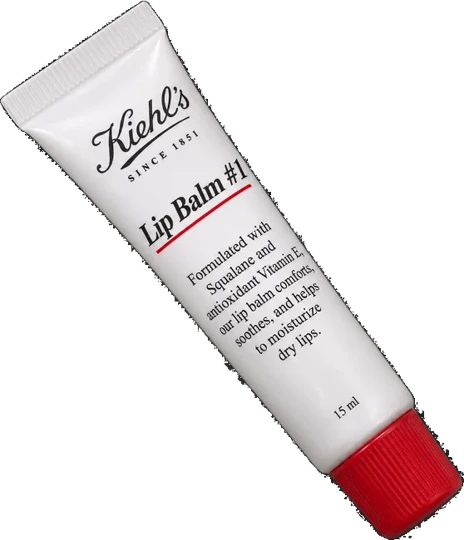 Kiehl's
SINCE 1851
Lip Balm #1
Formulated with
Squalane and
antioxidant Vitamin E,
our lip balm comforts,
soothes, and helps
to moisturize
dry lips.
15 ml